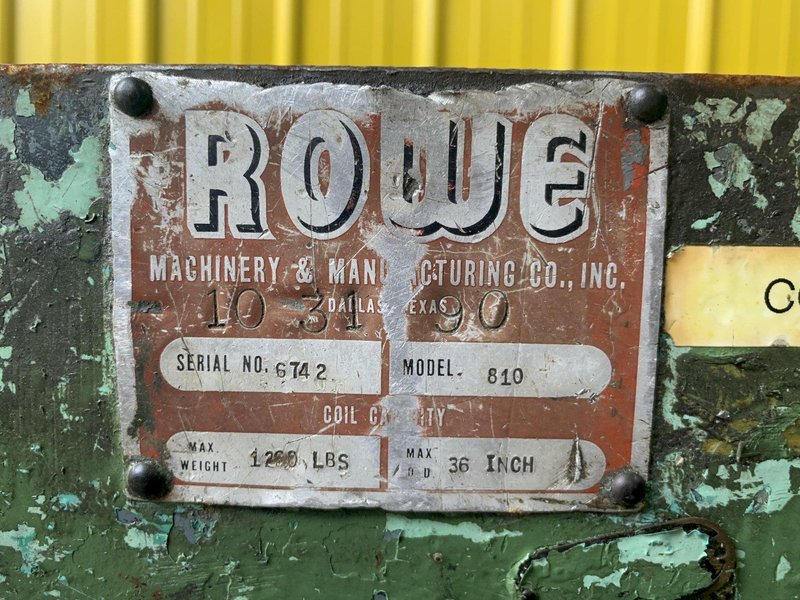 ROWE
MACHINERY & MANUFACTURING CO., INC.
DALLAS, TEXAS
10 31 90
SERIAL NO. 6742 MODEL. 810
COIL CAPACITY
MAX. WEIGHT LBS MAX O D 36 INCH